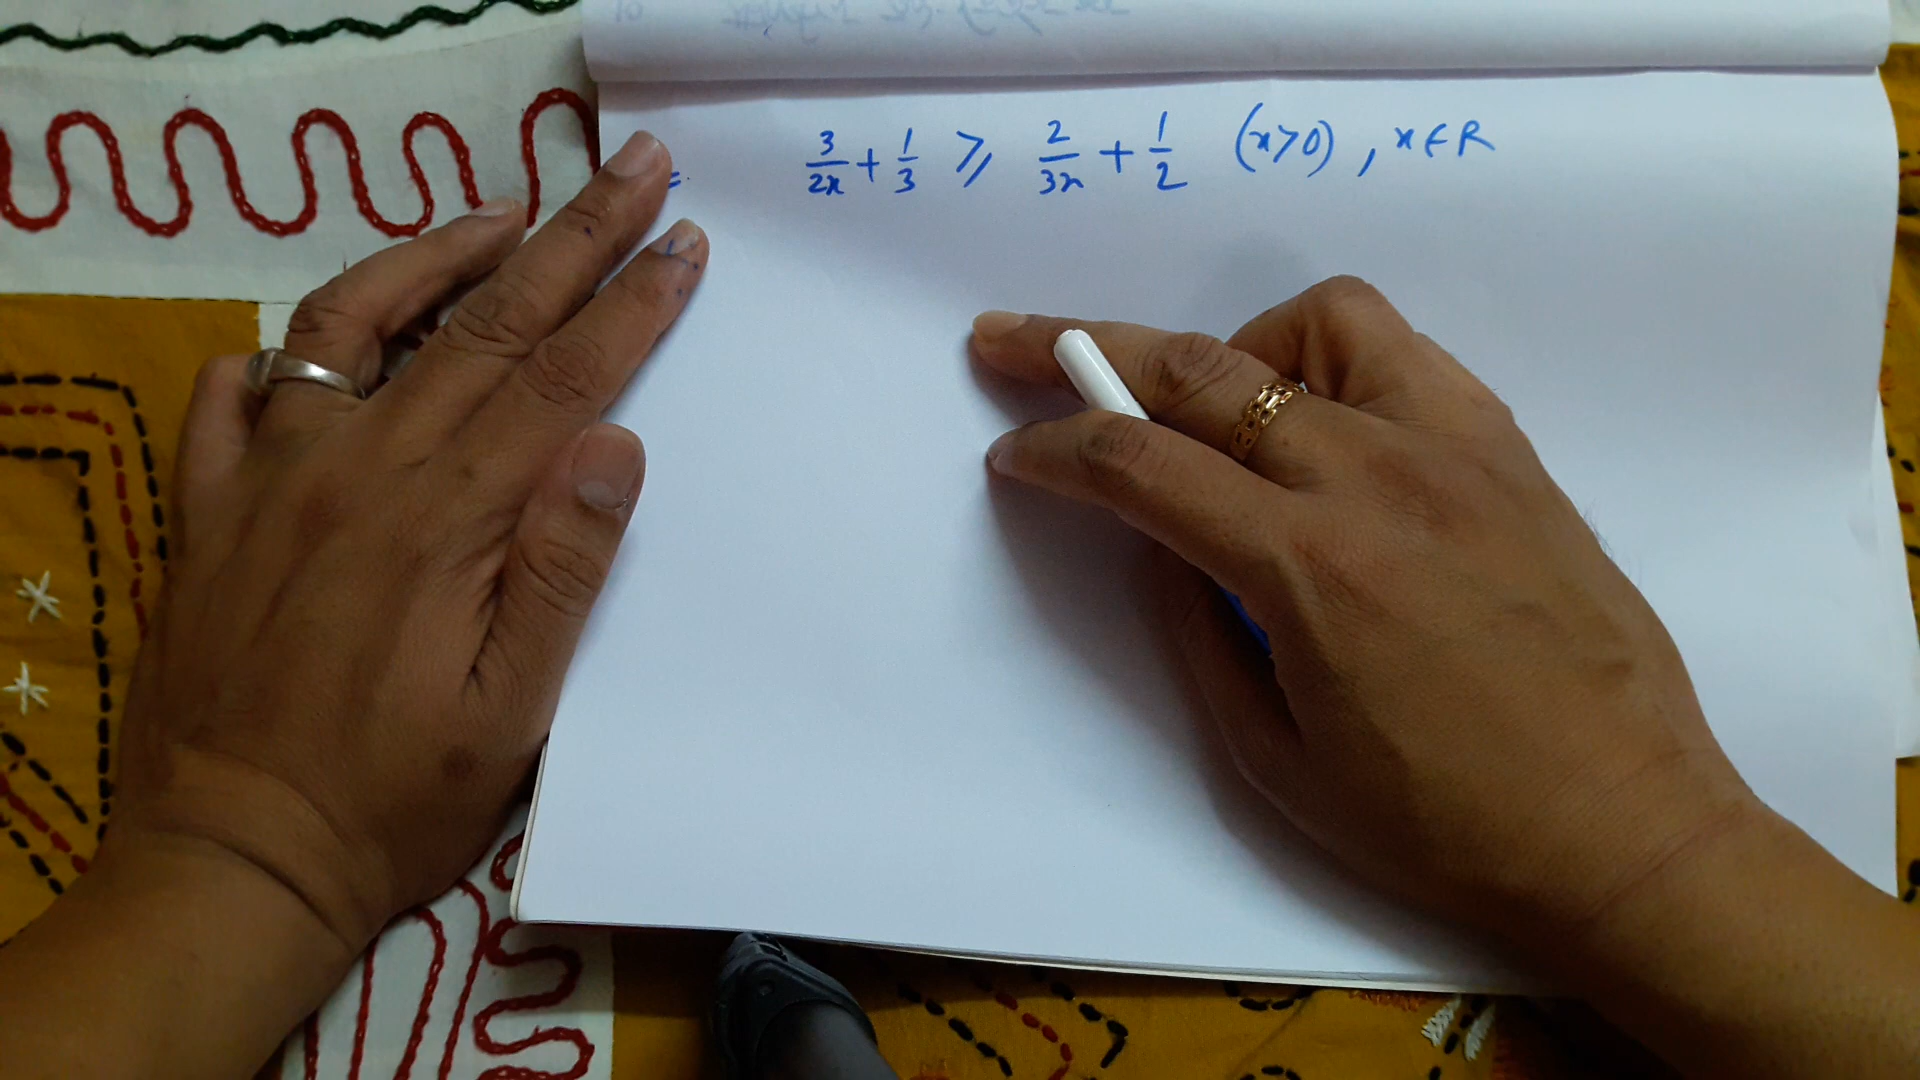 3/2x + 1/3 ⩾ 2/3x + 1/2 (x>0), x∈R